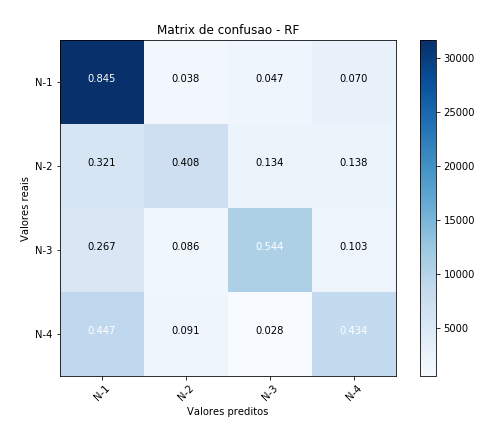 Matrix de confusao - RF
Valores reais
N-1 0.845 0.038 0.047 0.070
N-2 0.321 0.408 0.134 0.138
N-3 0.267 0.086 0.544 0.103
N-4 0.447 0.091 0.028 0.434
N-1 N-2 N-3 N-4
Valores preditos
30000
25000
20000
15000
10000
5000